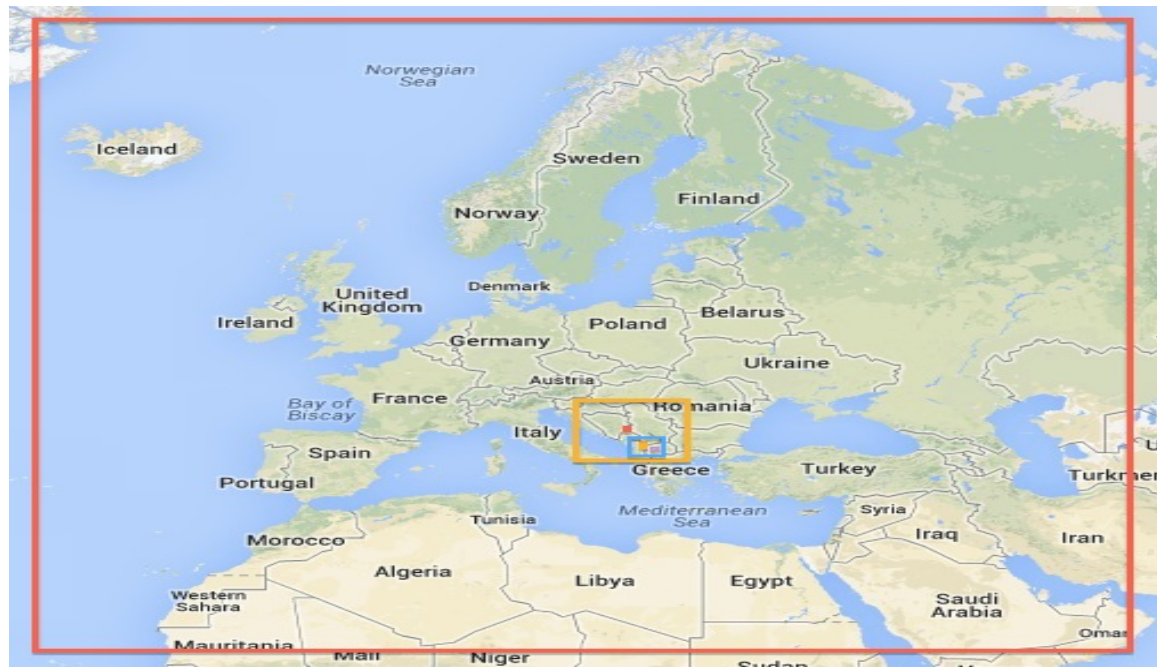 Norwegian
Sea
Iceland
Sweden
Finland
Norway
Denmark
United
Kingdom
Ireland
Belarus
Poland
Germany
Ukraine
Austria
France
Bay of
Biscay
Romania
Italy
Spain
Greece
Turkey
Turkmen
Portugal
Mediterranean
Sea
Syria
Tunisia
Iraq
Iran
Morocco
Algeria
Libya
Egypt
Western
Sahara
Saudi
Arabia
Oman
Mauritania
Mali
Niger
Sudan